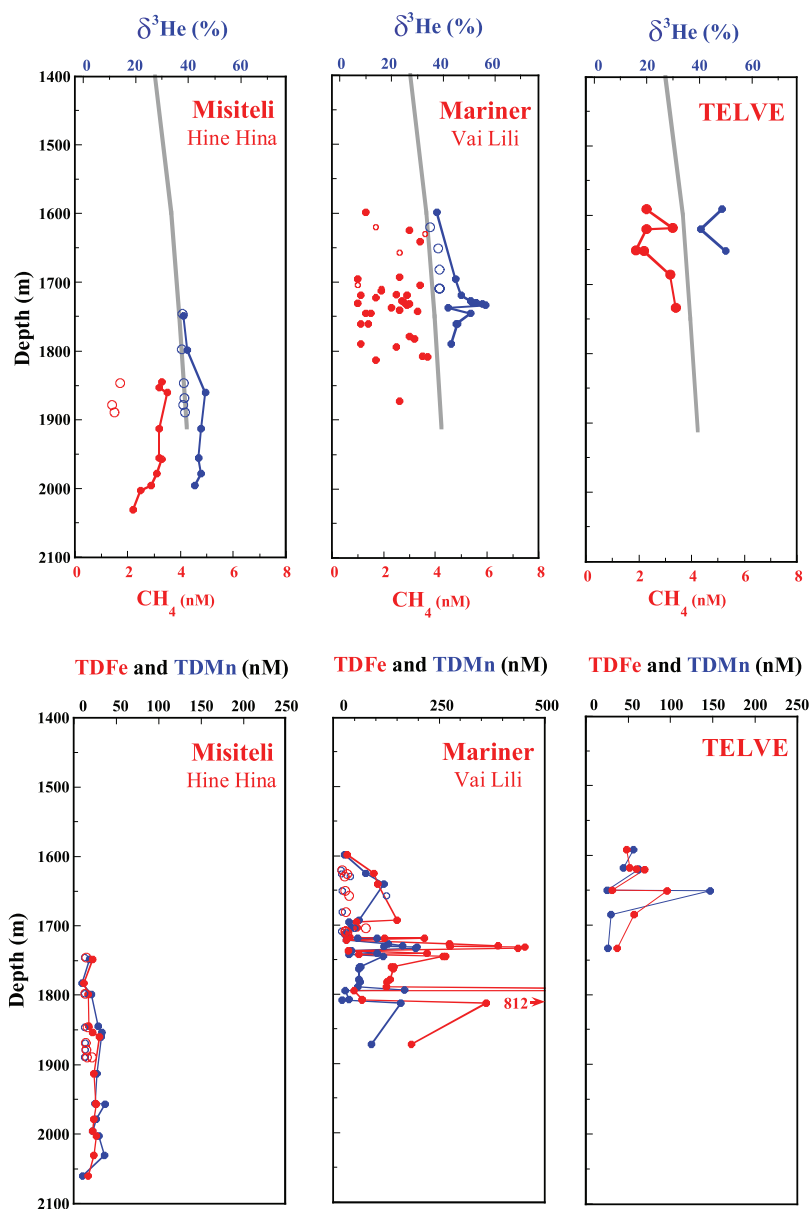 δ³He (%)
δ³He (%)
δ³He (%)
0 20 40 60
0 20 40 60
0 20 40 60
1400
1500
1600
1700
1800
1900
2000
2100
Depth (m)
Misiteli
Hine Hina
Mariner
Vai Lili
TELVE
0 2 4 6 8
0 2 4 6 8
0 2 4 6 8
CH₄ (nM)
CH₄ (nM)
CH₄ (nM)
TDFe and TDMn (nM)
TDFe and TDMn (nM)
TDFe and TDMn (nM)
0 50 100 150 200 250
0 250 500
0 50 100 150 200 250
1400
1500
1600
1700
1800
1900
2000
2100
Depth (m)
Misiteli
Hine Hina
Mariner
Vai Lili
TELVE
812